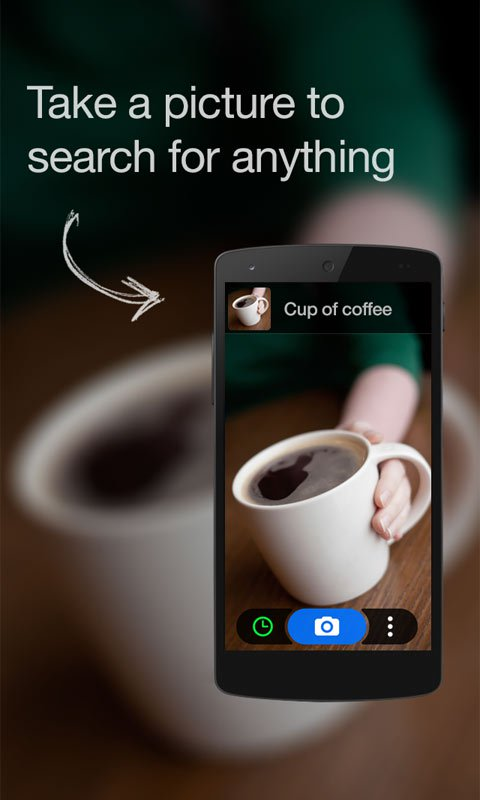 Take a picture to
search for anything
Cup of coffee